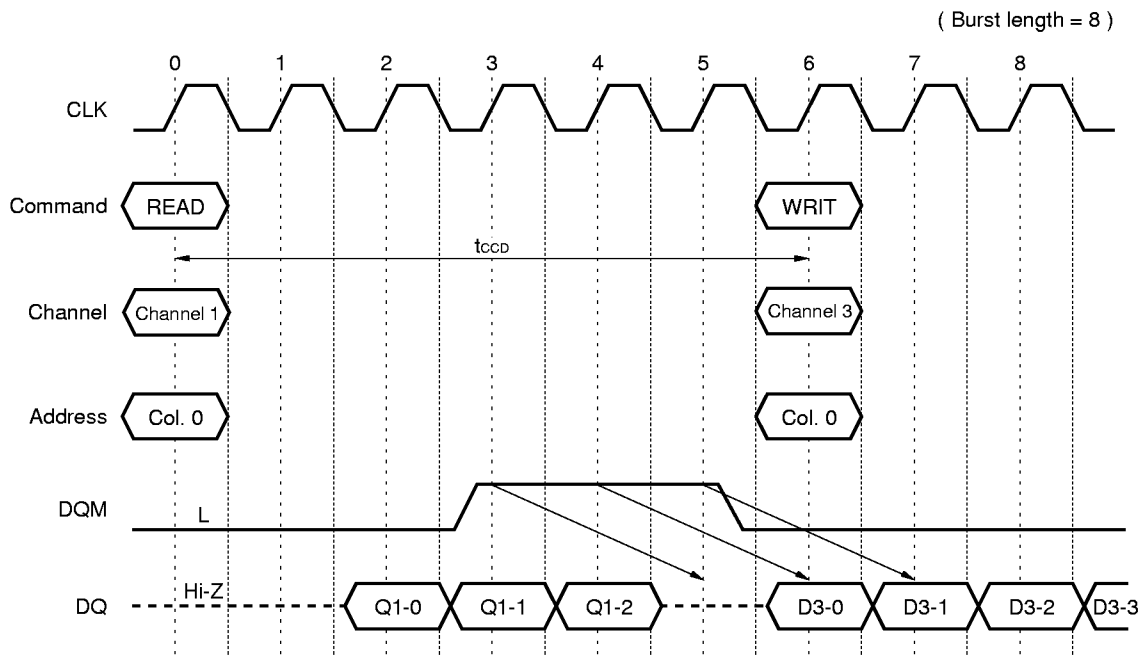 ( Burst length = 8 )
0 1 2 3 4 5 6 7 8
CLK
Command READ WRIT
tCCD
Channel Channel 1 Channel 3
Address Col. 0 Col. 0
DQM L
DQ Hi-Z Q1-0 Q1-1 Q1-2 D3-0 D3-1 D3-2 D3-3